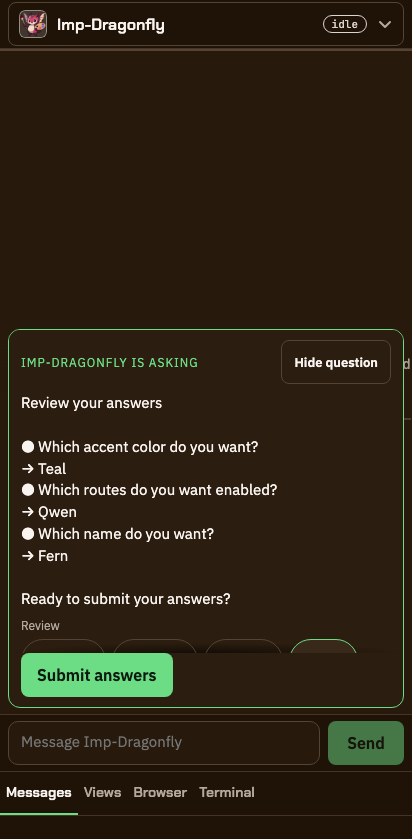 Imp-Dragonfly
idle
IMP-DRAGONFLY IS ASKING
Hide question
Review your answers
● Which accent color do you want?
→ Teal
● Which routes do you want enabled?
→ Qwen
● Which name do you want?
→ Fern
Ready to submit your answers?
Review
Submit answers
Message Imp-Dragonfly
Send
Messages Views Browser Terminal